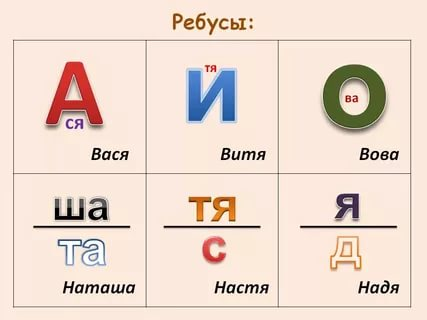 Ребусы:
А
ся
Вася
тя
И
Витя
О
ва
Вова
ша
та
Наташа
тя
с
Настя
я
д
Надя